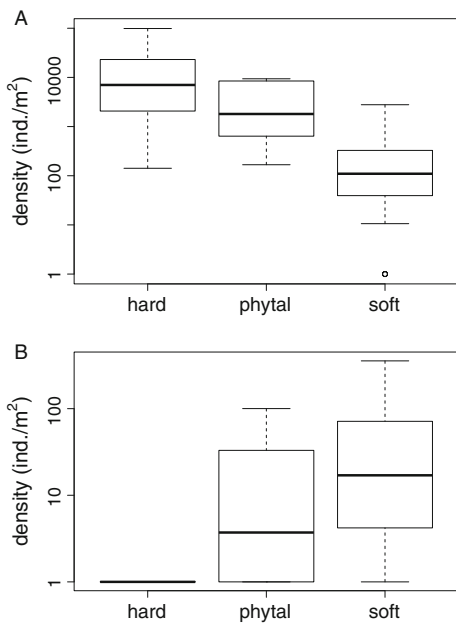 A
density (ind./m²)
10000
100
1
hard phytal soft
B
density (ind./m²)
100
10
1
hard phytal soft